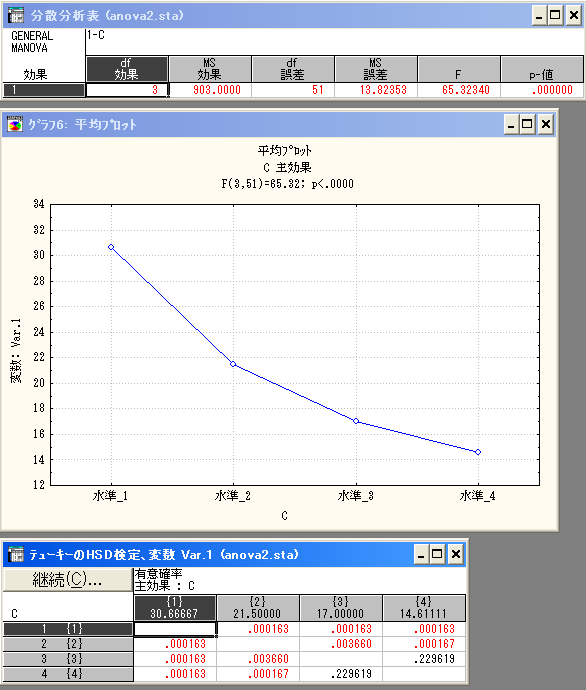 分散分析表 (anova2.sta)
GENERAL MANOVA 1-C
効果 df 効果 MS 効果 df 誤差 MS 誤差 F p-値
1 3 903.0000 51 13.82353 65.32340 .000000
グラフ6: 平均プロット
平均プロット
C 主効果
F(3,51)=65.32; p<.0000
変数: Var.1
34
32
30
28
26
24
22
20
18
16
14
12
水準_1 水準_2 水準_3 水準_4
C
テューキーのHSD検定、変数 Var.1 (anova2.sta)
継続(C)... 有意確率
主効果 : C
{1} {2} {3} {4}
C 30.66667 21.50000 17.00000 14.61111
1 {1} .000163 .000163 .000163
2 {2} .000163 .003660 .000167
3 {3} .000163 .003660 .229619
4 {4} .000163 .000167 .229619